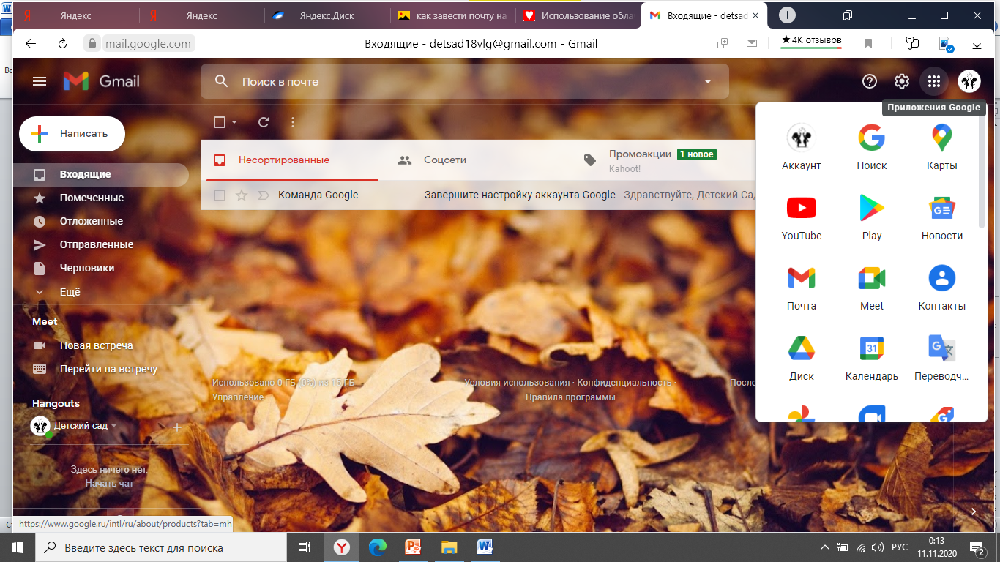 Яндекс
Яндекс
Яндекс.Диск
как завести почту на
Использование обла
Входящие - detsad18vlg@
mail.google.com
Входящие - detsad18vlg@gmail.com - Gmail
★4K отзывов
Gmail
Поиск в почте
Приложения Google
Написать
Несортированные
Соцсети
Промоакции
1 новое
Kahoot!
Команда Google
Завершите настройку аккаунта Google - Здравствуйте, Детский Сад
Входящие
Помеченные
Отложенные
Отправленные
Черновики
Ещё
Meet
Новая встреча
Перейти на встречу
Hangouts
Детский сад
Здесь ничего нет.
Начать чат
Использовано 0 ГБ (0%) из 15 ГБ
Управление
Условия использования · Конфиденциальность ·
Правила программы
После
Аккаунт
Поиск
Карты
YouTube
Play
Новости
Почта
Meet
Контакты
Диск
31
Календарь
Переводч...
https://www.google.ru/intl/ru/about/products?tab=mh
Введите здесь текст для поиска
РУС
0:13
11.11.2020
2